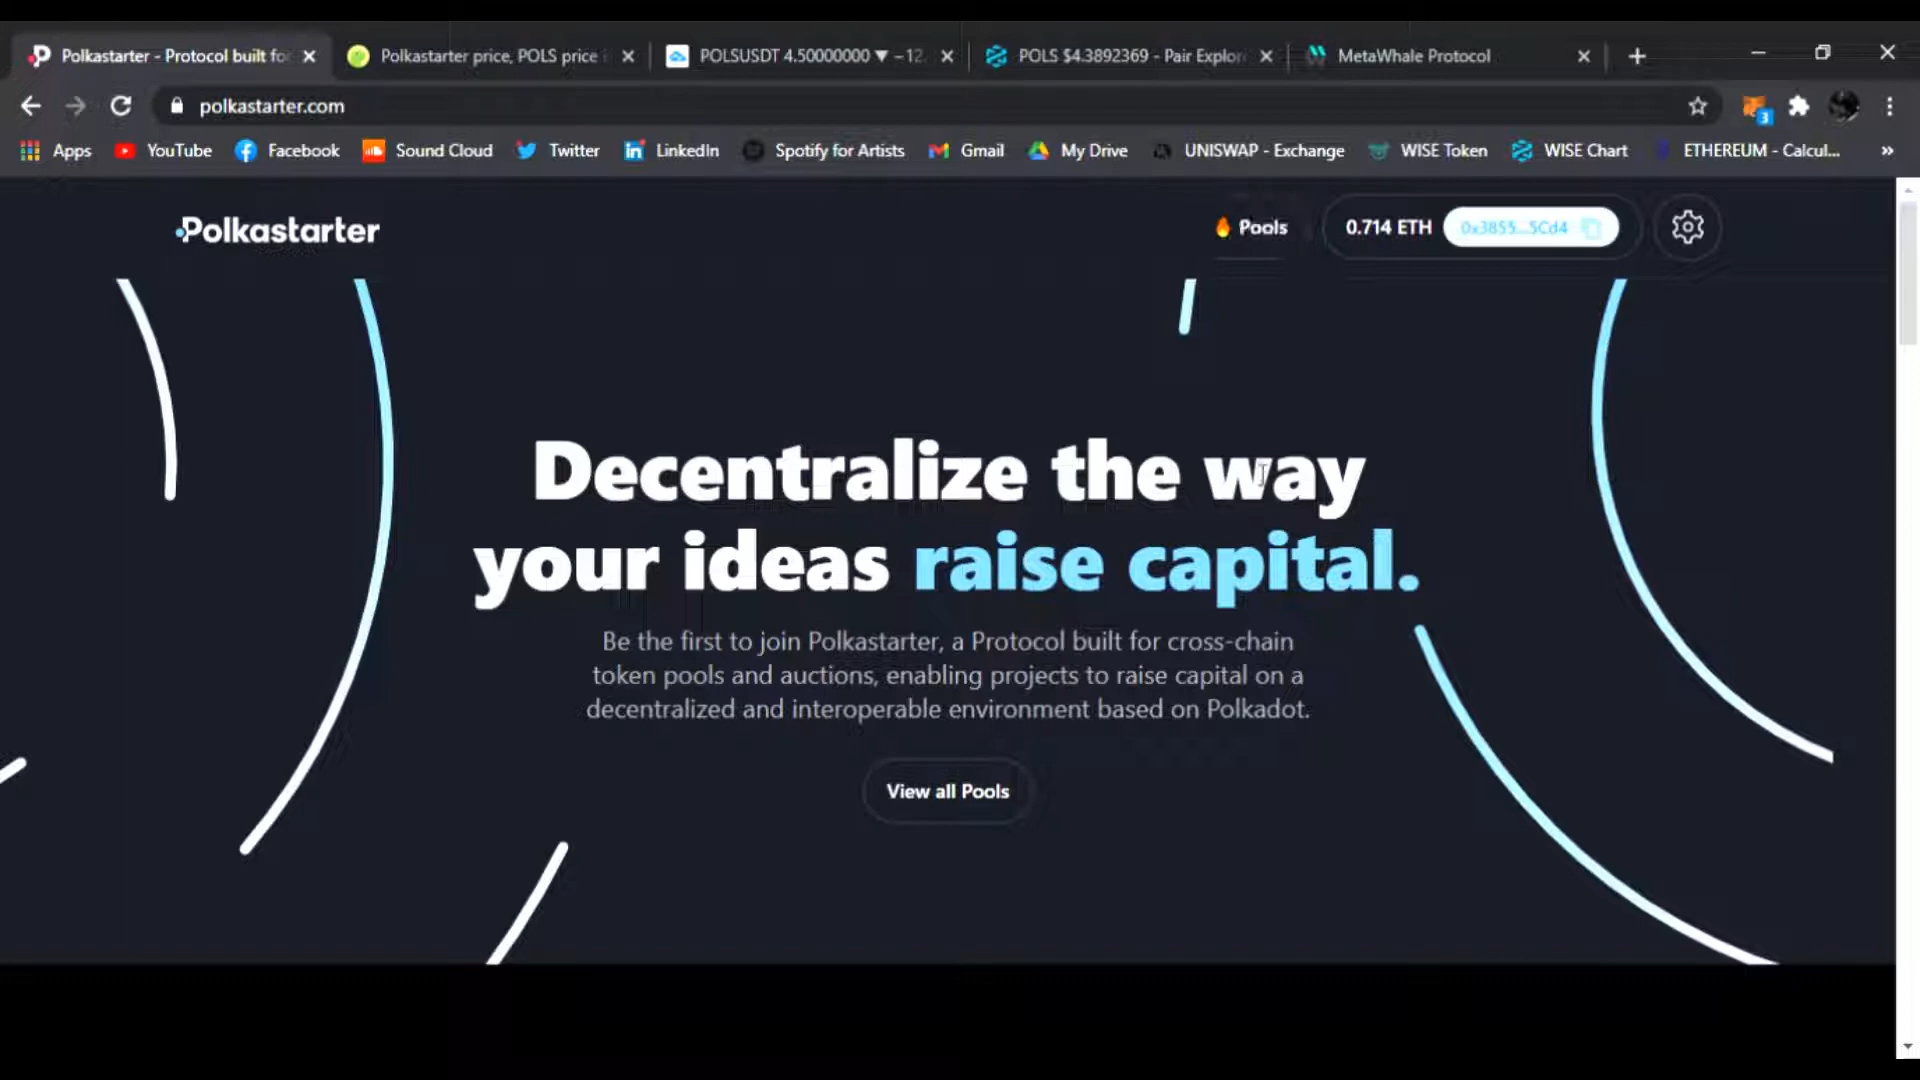 Polkastarter - Protocol built fo
Polkastarter price, POLS price i
POLSUSDT 4.50000000 ▼ −12.
POLS $4.3892369 - Pair Explor
MetaWhale Protocol
polkastarter.com
3
Apps
YouTube
Facebook
Sound Cloud
Twitter
LinkedIn
Spotify for Artists
Gmail
My Drive
UNISWAP - Exchange
WISE Token
WISE Chart
ETHEREUM - Calcul...
»
Polkastarter
Pools
0.714 ETH
0x3855...5Cd4
Decentralize the way
your ideas raise capital.
Be the first to join Polkastarter, a Protocol built for cross-chain
token pools and auctions, enabling projects to raise capital on a
decentralized and interoperable environment based on Polkadot.
View all Pools